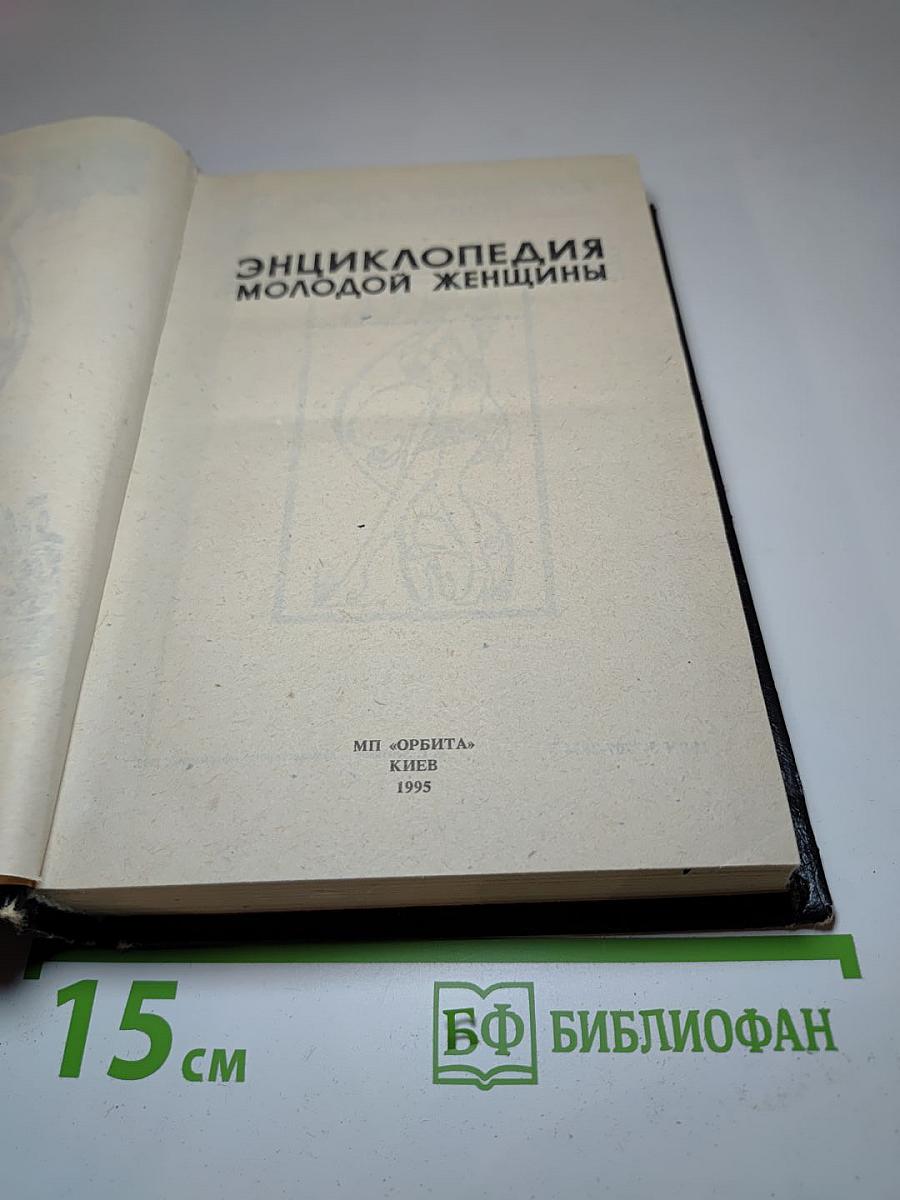 ЭНЦИКЛОПЕДИЯ
МОЛОДОЙ ЖЕНЩИНЫ
МП «ОРБИТА»
КИЕВ
1995
15 см
БФ БИБЛИОФАН